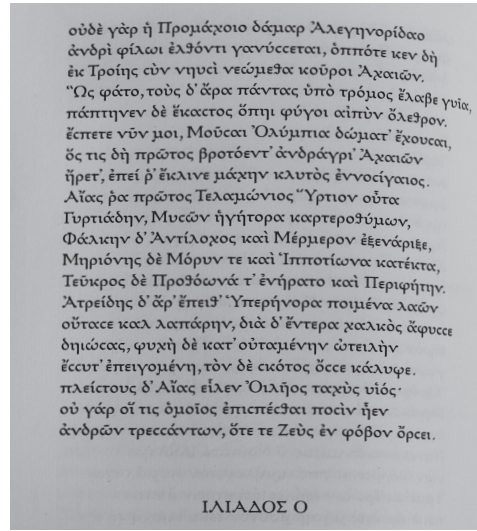 οὐδὲ γὰρ ἡ Προμάχοιο δάμαρ Ἀλεγηνορίδαο
ἀνδρὶ φίλωι ἐλθόντι γανύϲϲεται, ὁππότε κεν δὴ
ἐκ Τροίηϲ ϲὺν νηυϲὶ νεώμεθα κοῦροι Ἀχαιῶν.
Ὣϲ φάτο, τοὺϲ δ’ ἄρα πάνταϲ ὑπὸ τρόμοϲ ἔλαβε γυῖα,
πάπτηνεν δὲ ἕκαϲτοϲ ὅπηι φύγοι αἰπὺν ὄλεθρον.
ἔϲπετε νῦν μοι, Μοῦϲαι Ὀλύμπια δώματ’ ἔχουϲαι,
ὅϲ τιϲ δὴ πρῶτοϲ βροτόεντ’ ἀνδράγρι’ Ἀχαιῶν
ἤρετ’, ἐπεί ῥ’ ἔκλινε μάχην κλυτὸϲ ἐννοϲίγαιοϲ.
Αἴαϲ ῥα πρῶτοϲ Τελαμώνιοϲ Ὕρτιον οὖτα
Γυρτιάδην, Μυϲῶν ἡγήτορα καρτεροθύμων,
Φάλκην δ’ Ἀντίλοχοϲ καὶ Μέρμερον ἐξενάριξε,
Μηριόνηϲ δὲ Μόρυν τε καὶ Ἱπποτίωνα κατέκτα,
Τεῦκροϲ δὲ Προθόωνά τ’ ἐνήρατο καὶ Περιφήτην.
Ἀτρείδηϲ δ’ ἄρ’ ἔπειθ’ Ὑπερήνορα ποιμένα λαῶν
οὔταϲε καλ λαπάρην, διὰ δ’ ἔντερα χαλκὸϲ ἄφυϲϲε
δηιώϲαϲ, ψυχὴ δὲ κατ’ οὐταμένην ὠτειλὴν
ἔϲϲυτ’ ἐπειγομένη, τὸν δὲ ϲκότοϲ ὄϲϲε κάλυψε.
πλείϲτουϲ δ’ Αἴαϲ εἷλεν Ὀιλῆοϲ ταχὺϲ υἱόϲ·
οὐ γάρ οἵ τιϲ ὁμοῖοϲ ἐπιϲπέϲθαι ποϲὶν ἦεν
ἀνδρῶν τρεϲϲάντων, ὅτε τε Ζεὺϲ ἐν φόβον ὄρϲει.
ΙΛΙΑΔΟϹ Ο